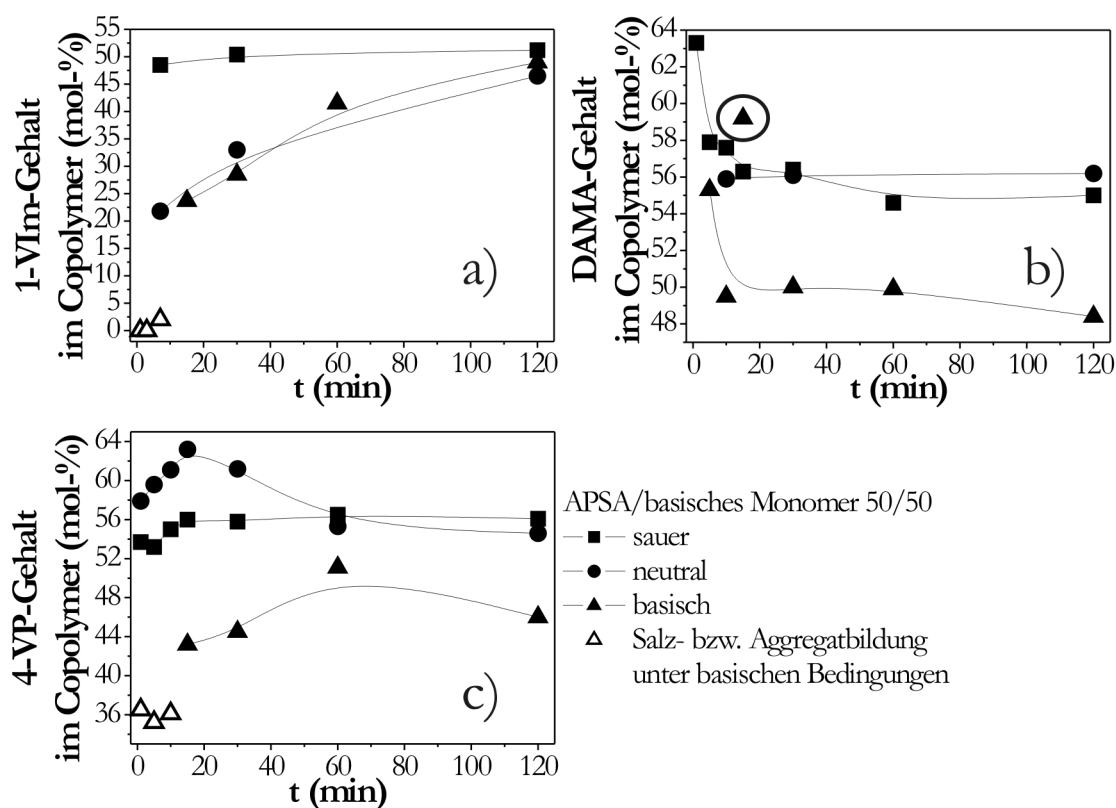 1-VIm-Gehalt
im Copolymer (mol-%)
55
50
45
40
35
30
25
20
15
10
5
0
a)
0 20 40 60 80 100 120
t (min)
DAMA-Gehalt
im Copolymer (mol-%)
64
62
60
58
56
54
52
50
48
b)
0 20 40 60 80 100 120
t (min)
4-VP-Gehalt
im Copolymer (mol-%)
64
60
56
52
48
44
40
36
c)
0 20 40 60 80 100 120
t (min)
APSA/basisches Monomer 50/50
sauer
neutral
basisch
Salz- bzw. Aggregatbildung
unter basischen Bedingungen